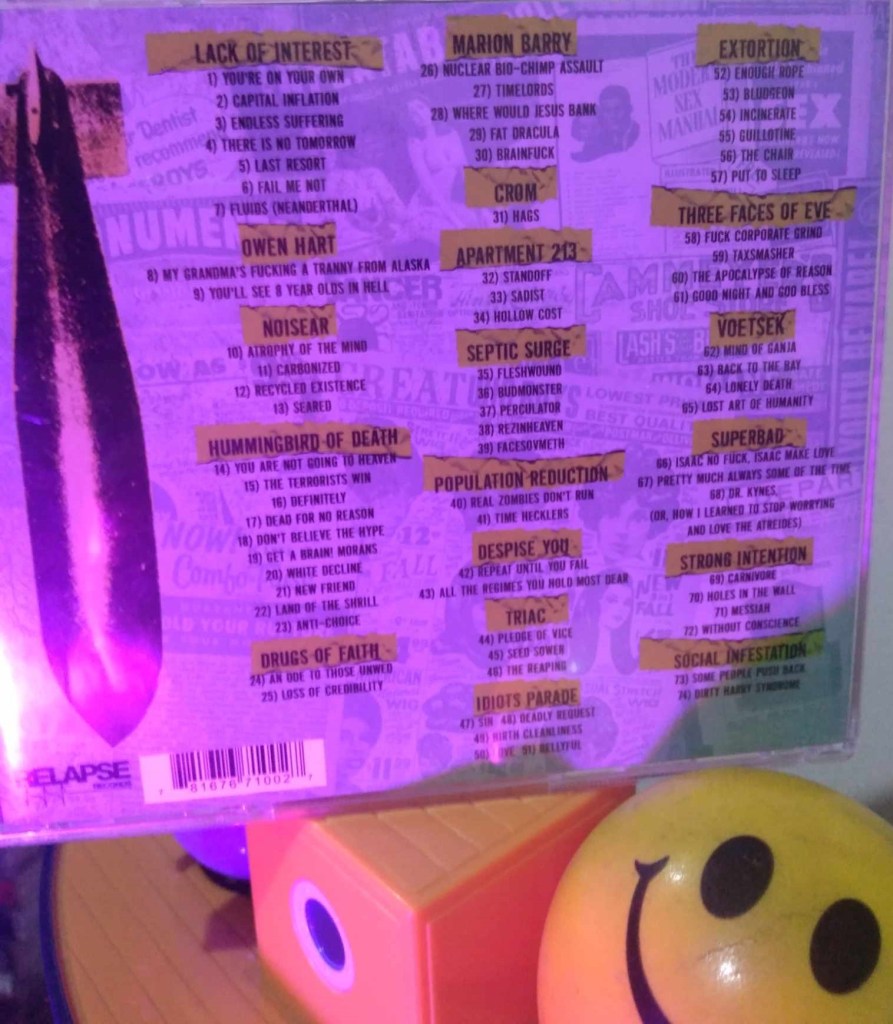 LACK OF INTEREST
1) YOU'RE ON YOUR OWN
2) CAPITAL INFLATION
3) ENDLESS SUFFERING
4) THERE IS NO TOMORROW
5) LAST RESORT
6) FAIL ME NOT
7) FLUIDS (NEANDERTHAL)
OWEN HART
8) MY GRANDMA'S FUCKING A TRANNY FROM ALASKA
9) YOU'LL SEE 8 YEAR OLDS IN HELL
NOISEAR
10) ATROPHY OF THE MIND
11) CARBONIZED
12) RECYCLED EXISTENCE
13) SEARED
HUMMINGBIRD OF DEATH
14) YOU ARE NOT GOING TO HEAVEN
15) THE TERRORISTS WIN
16) DEFINITELY
17) DEAD FOR NO REASON
18) DON'T BELIEVE THE HYPE
19) GET A BRAIN! MORANS
20) WHITE DECLINE
21) NEW FRIEND
22) LAND OF THE SHRILL
23) ANTI-CHOICE
DRUGS OF FAITH
24) AN ODE TO THOSE UNWED
25) LOSS OF CREDIBILITY
MARION BARRY
26) NUCLEAR BIO-CHIMP ASSAULT
27) TIMELORDS
28) WHERE WOULD JESUS BANK
29) FAT DRACULA
30) BRAINFUCK
CROM
31) HAGS
APARTMENT 213
32) STANDOFF
33) SADIST
34) HOLLOW COST
SEPTIC SURGE
35) FLESHWOUND
36) BUDMONSTER
37) PERCULATOR
38) REZINHEAVEN
39) FACESOVMETH
POPULATION REDUCTION
40) REAL ZOMBIES DON'T RUN
41) TIME HECKLERS
DESPISE YOU
42) REPEAT UNTIL YOU FAIL
43) ALL THE REGIMES YOU HOLD MOST DEAR
TRIAC
44) PLEDGE OF VICE
45) SEED SOWER
46) THE REAPING
IDIOTS PARADE
47) SIN 48) DEADLY REQUEST
49) BIRTH CLEANLINESS
50) 51) BELLYFUL
EXTORTION
52) ENOUGH ROPE
53) BLUDGEON
54) INCINERATE
55) GUILLOTINE
56) THE CHAIR
57) PUT TO SLEEP
THREE FACES OF EVE
58) FUCK CORPORATE GRIND
59) TAXSMASHER
60) THE APOCALYPSE OF REASON
61) GOOD NIGHT AND GOD BLESS
VOETSEK
62) MIND OF GANJA
63) BACK TO THE BAY
64) LONELY DEATH
65) LOST ART OF HUMANITY
SUPERBAD
66) ISAAC NO FUCK, ISAAC MAKE LOVE
67) PRETTY MUCH ALWAYS SOME OF THE TIME
68) DR. KYNES
(OR, HOW I LEARNED TO STOP WORRYING
AND LOVE THE ATREIDES)
STRONG INTENTION
69) CARNIVORE
70) HOLES IN THE WALL
71) MESSIAH
72) WITHOUT CONSCIENCE
SOCIAL INFESTATION
73) SOME PEOPLE PUSH BACK
74) DIRTY HARRY SYNDROME
RELAPSE
RECORDS
7 81676 71002 7